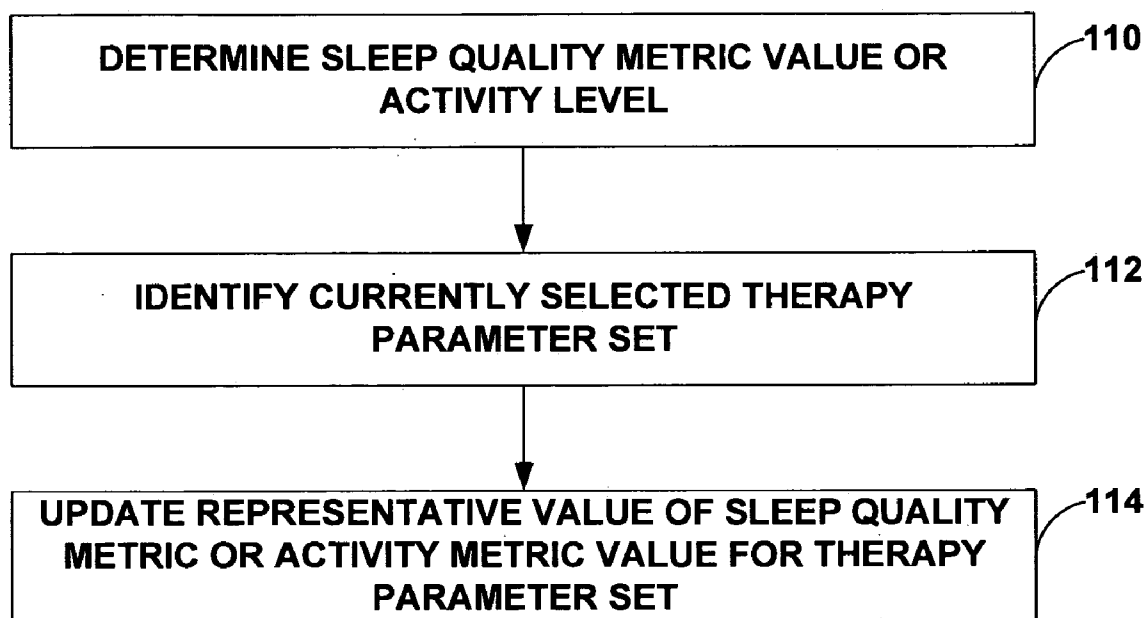 DETERMINE SLEEP QUALITY METRIC VALUE OR
ACTIVITY LEVEL
110
IDENTIFY CURRENTLY SELECTED THERAPY
PARAMETER SET
112
UPDATE REPRESENTATIVE VALUE OF SLEEP QUALITY
METRIC OR ACTIVITY METRIC VALUE FOR THERAPY
PARAMETER SET
114